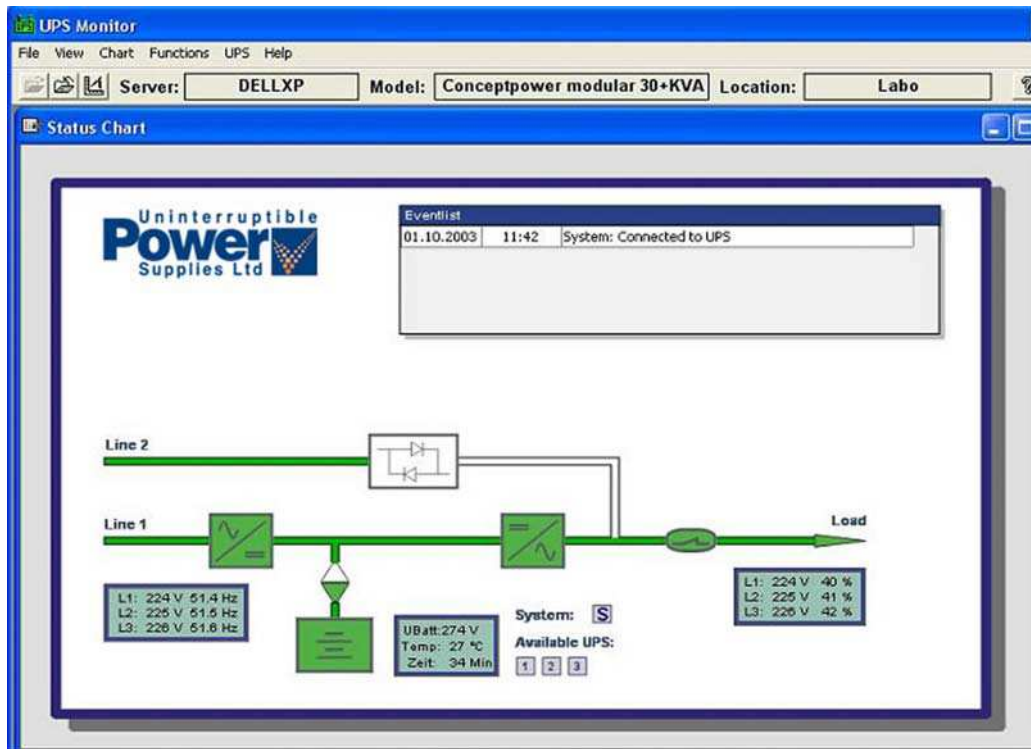 UPS Monitor
File View Chart Functions UPS Help
Server: DELLXP Model: Conceptpower modular 30+KVA Location: Labo
Status Chart
Uninterruptible
Power
Supplies Ltd
Eventlist
01.10.2003 11:42 System: Connected to UPS
Line 2
Line 1
Load
L1: 224 V 51.4 Hz
L2: 225 V 51.5 Hz
L3: 226 V 51.6 Hz
UBatt:274 V
Temp: 27 °C
Zeit: 34 Min
System: S
Available UPS:
1 2 3
L1: 224 V 40 %
L2: 225 V 41 %
L3: 226 V 42 %